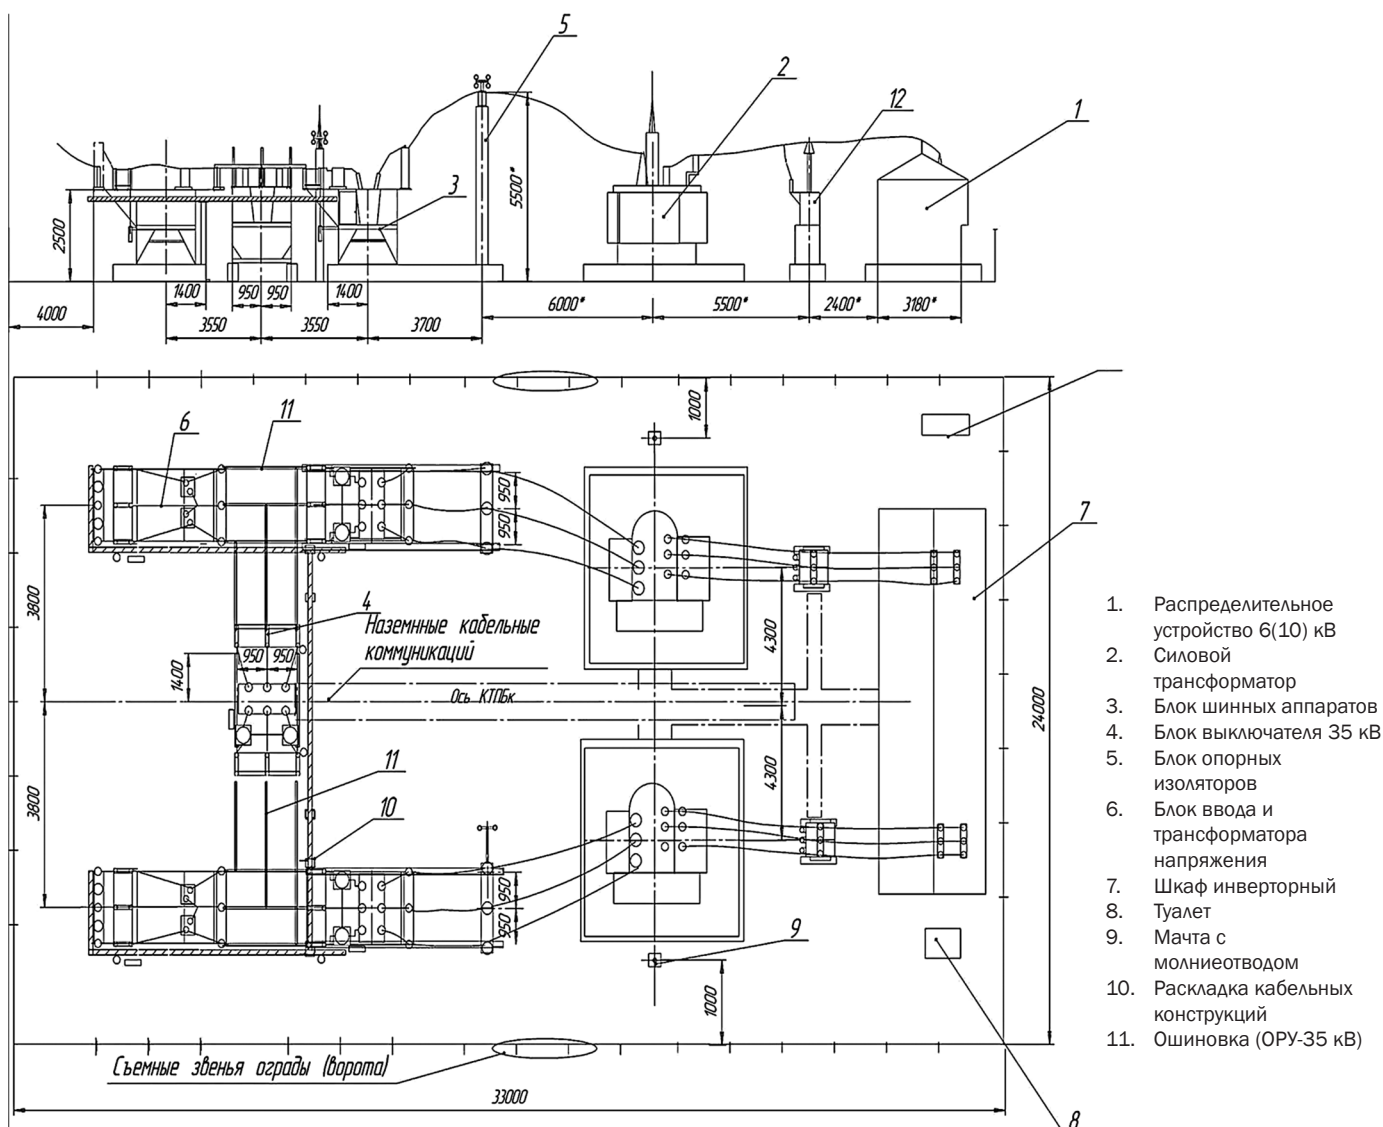 5
2
12
1
3
5500*
2500
1400
950
950
1400
4000
3550
3550
3700
6000*
5500*
2400*
3180*
6
11
1000
950
950
7
3800
4
Наземнные кабельные
коммуникаций
950
950
1400
Ось КТПБк
4300
4300
24000
3800
11
10
950
950
9
1000
Съемные звенья ограды (ворота)
33000
8
1. Распределительное
устройство 6(10) кВ
2. Силовой
трансформатор
3. Блок шинных аппаратов
4. Блок выключателя 35 кВ
5. Блок опорных
изоляторов
6. Блок ввода и
трансформатора
напряжения
7. Шкаф инверторный
8. Туалет
9. Мачта с
молниеотводом
10. Раскладка кабельных
конструкций
11. Ошиновка (ОРУ-35 кВ)